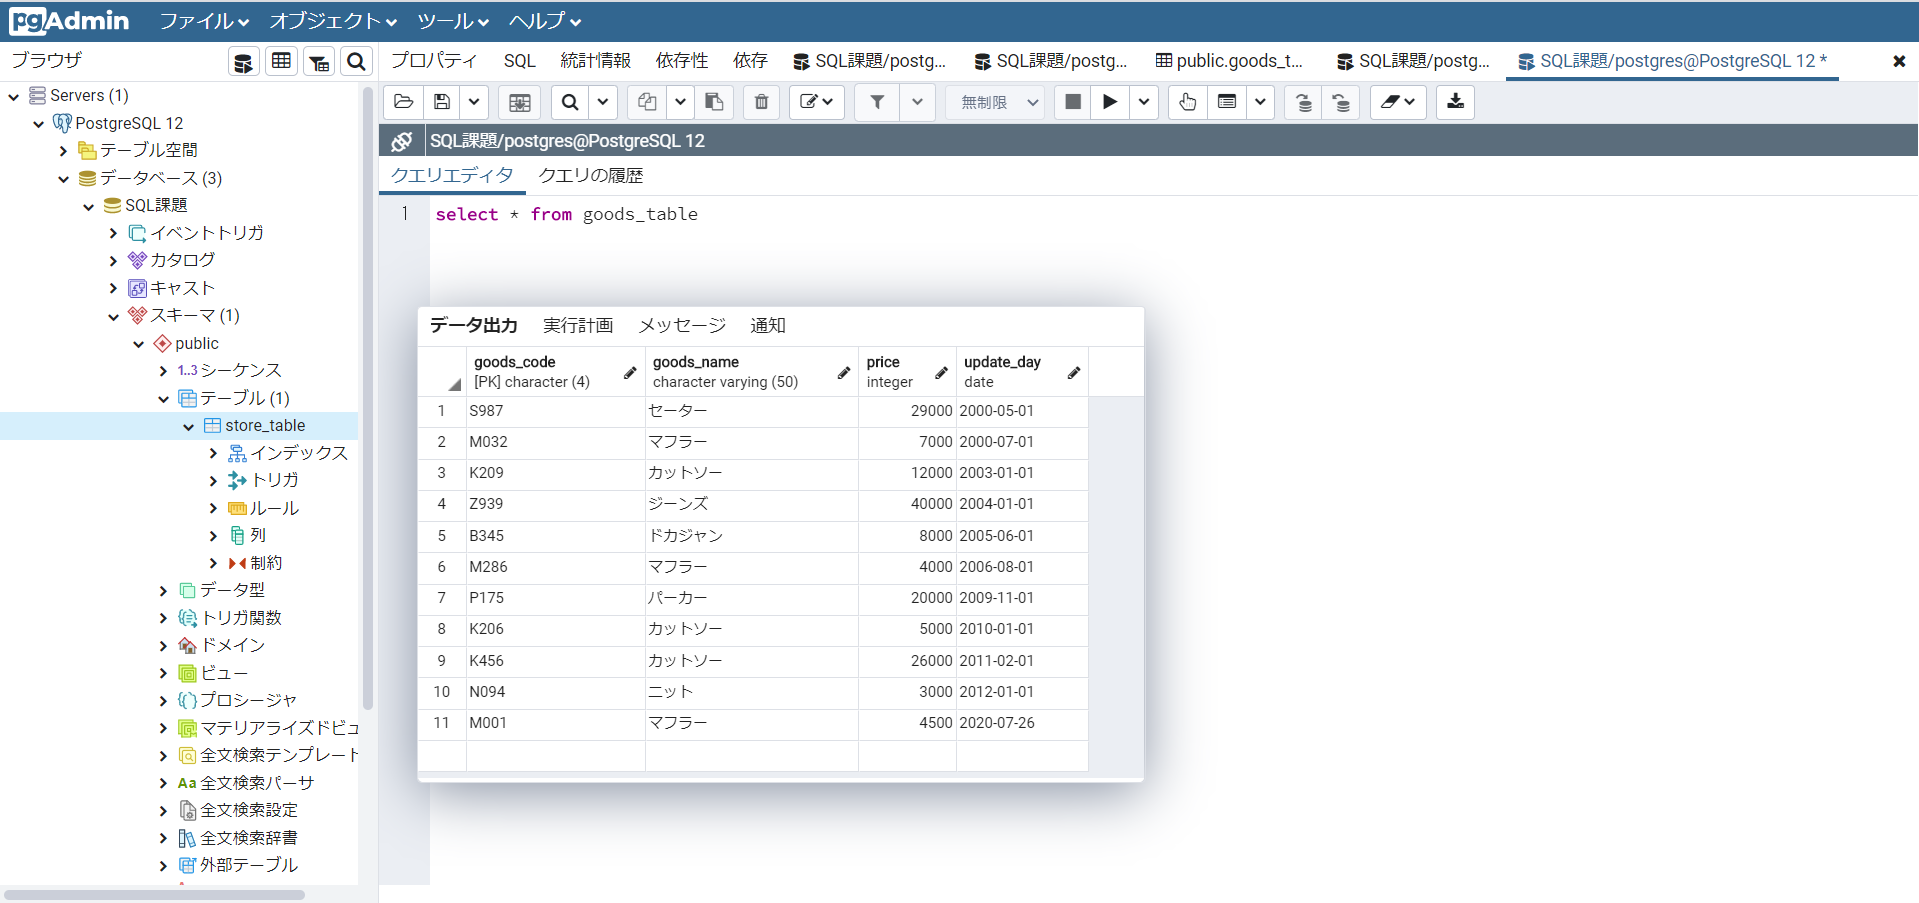 pgAdmin ファイル オブジェクト ツール ヘルプ
ブラウザ
プロパティ SQL 統計情報 依存性 依存 SQL課題/postg... SQL課題/postg... public.goods_t... SQL課題/postg... SQL課題/postgres@PostgreSQL 12 *
無制限
SQL課題/postgres@PostgreSQL 12
クエリエディタ クエリの履歴
1 select * from goods_table
Servers (1)
PostgreSQL 12
テーブル空間
データベース (3)
SQL課題
イベントトリガ
カタログ
キャスト
スキーマ (1)
public
1..3 シーケンス
テーブル (1)
store_table
インデックス
トリガ
ルール
列
制約
データ型
トリガ関数
ドメイン
ビュー
プロシージャ
マテリアライズドビュ
全文検索テンプレート
Aa 全文検索パーサ
全文検索設定
全文検索辞書
外部テーブル
データ出力 実行計画 メッセージ 通知
goods_code goods_name price update_day
[PK] character (4) character varying (50) integer date
1 S987 セーター 29000 2000-05-01
2 M032 マフラー 7000 2000-07-01
3 K209 カットソー 12000 2003-01-01
4 Z939 ジーンズ 40000 2004-01-01
5 B345 ドカジャン 8000 2005-06-01
6 M286 マフラー 4000 2006-08-01
7 P175 パーカー 20000 2009-11-01
8 K206 カットソー 5000 2010-01-01
9 K456 カットソー 26000 2011-02-01
10 N094 ニット 3000 2012-01-01
11 M001 マフラー 4500 2020-07-26